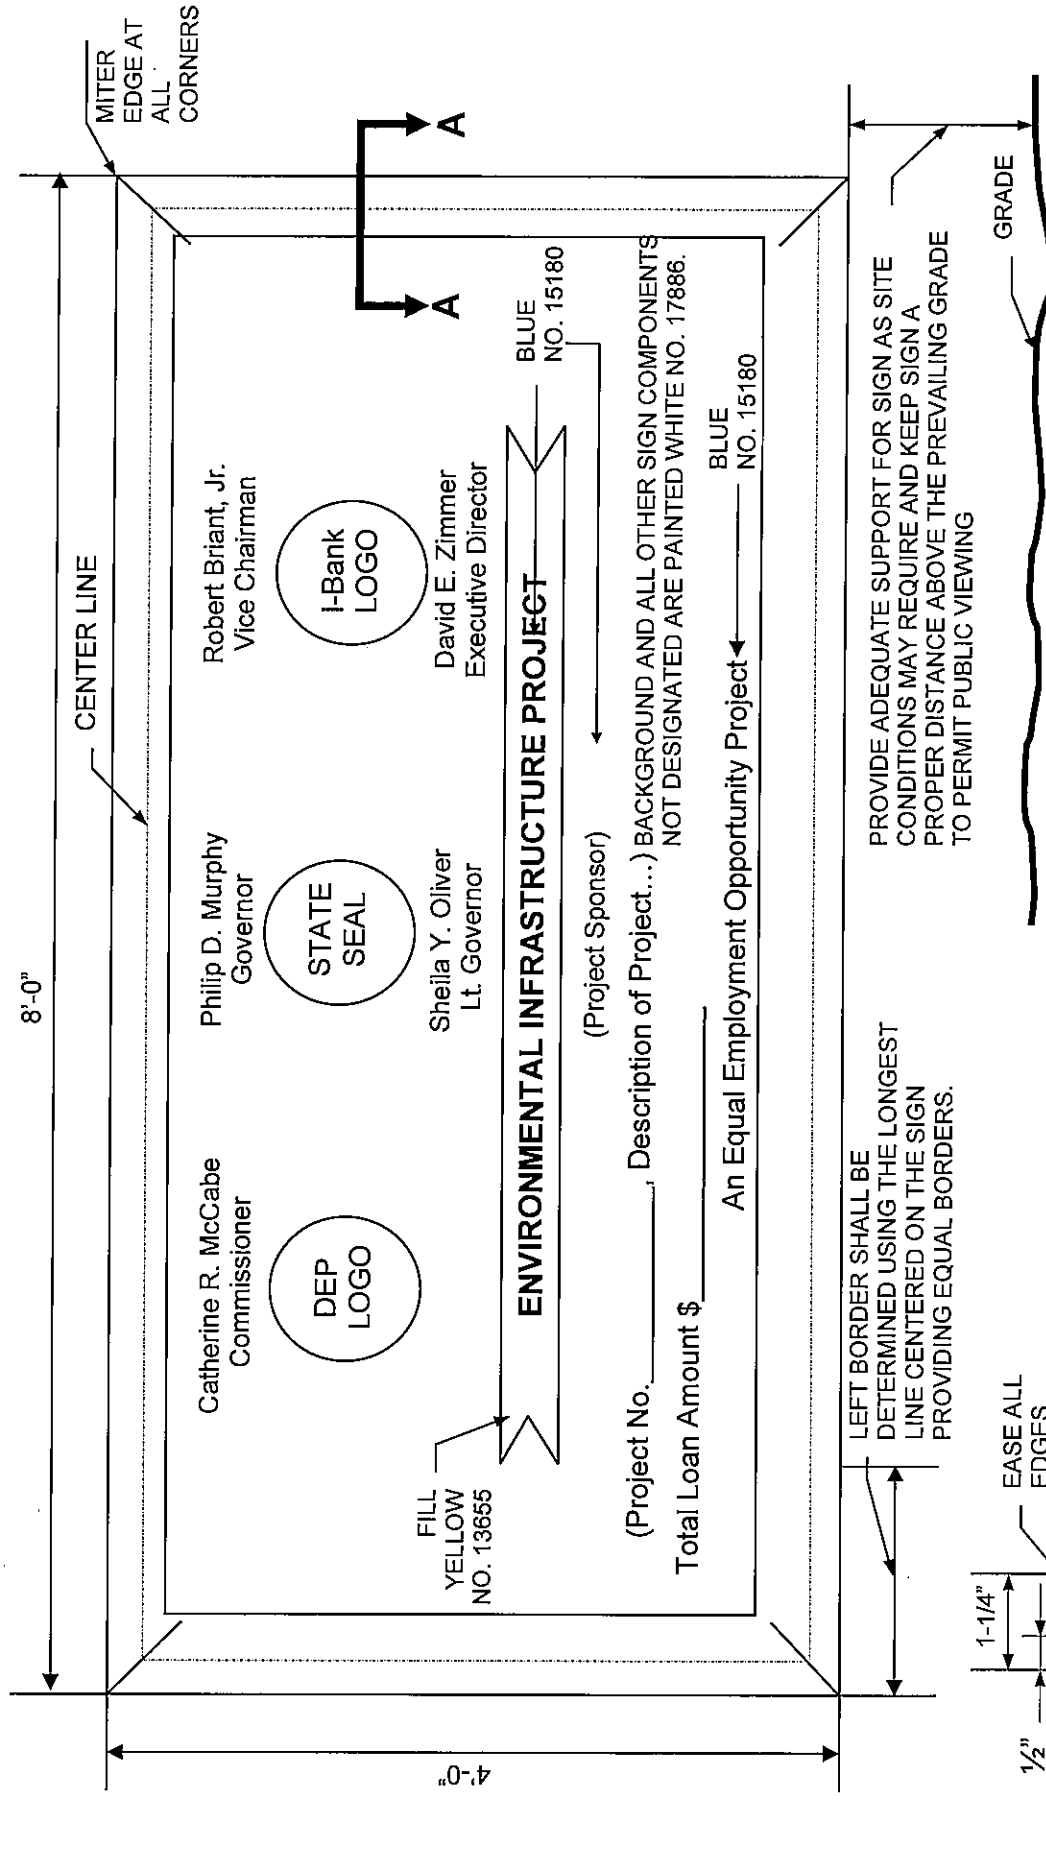 8'-0"
MITER
EDGE AT
ALL
CORNERS
CENTER LINE
4'-0"
Catherine R. McCabe
Commissioner
DEP
LOGO
Philip D. Murphy
Governor
STATE
SEAL
Sheila Y. Oliver
Lt. Governor
Robert Briant, Jr.
Vice Chairman
I-Bank
LOGO
David E. Zimmer
Executive Director
A
A
FILL
YELLOW
NO. 13655
ENVIRONMENTAL INFRASTRUCTURE PROJECT
BLUE
NO. 15180
(Project Sponsor)
(Project No.______, Description of Project...)
BACKGROUND AND ALL OTHER SIGN COMPONENTS
NOT DESIGNATED ARE PAINTED WHITE NO. 17886.
Total Loan Amount $______
An Equal Employment Opportunity Project
BLUE
NO. 15180
LEFT BORDER SHALL BE
DETERMINED USING THE LONGEST
LINE CENTERED ON THE SIGN
PROVIDING EQUAL BORDERS.
PROVIDE ADEQUATE SUPPORT FOR SIGN AS SITE
CONDITIONS MAY REQUIRE AND KEEP SIGN A
PROPER DISTANCE ABOVE THE PREVAILING GRADE
TO PERMIT PUBLIC VIEWING
GRADE
1-1/4"
½"
EASE ALL
EDGES